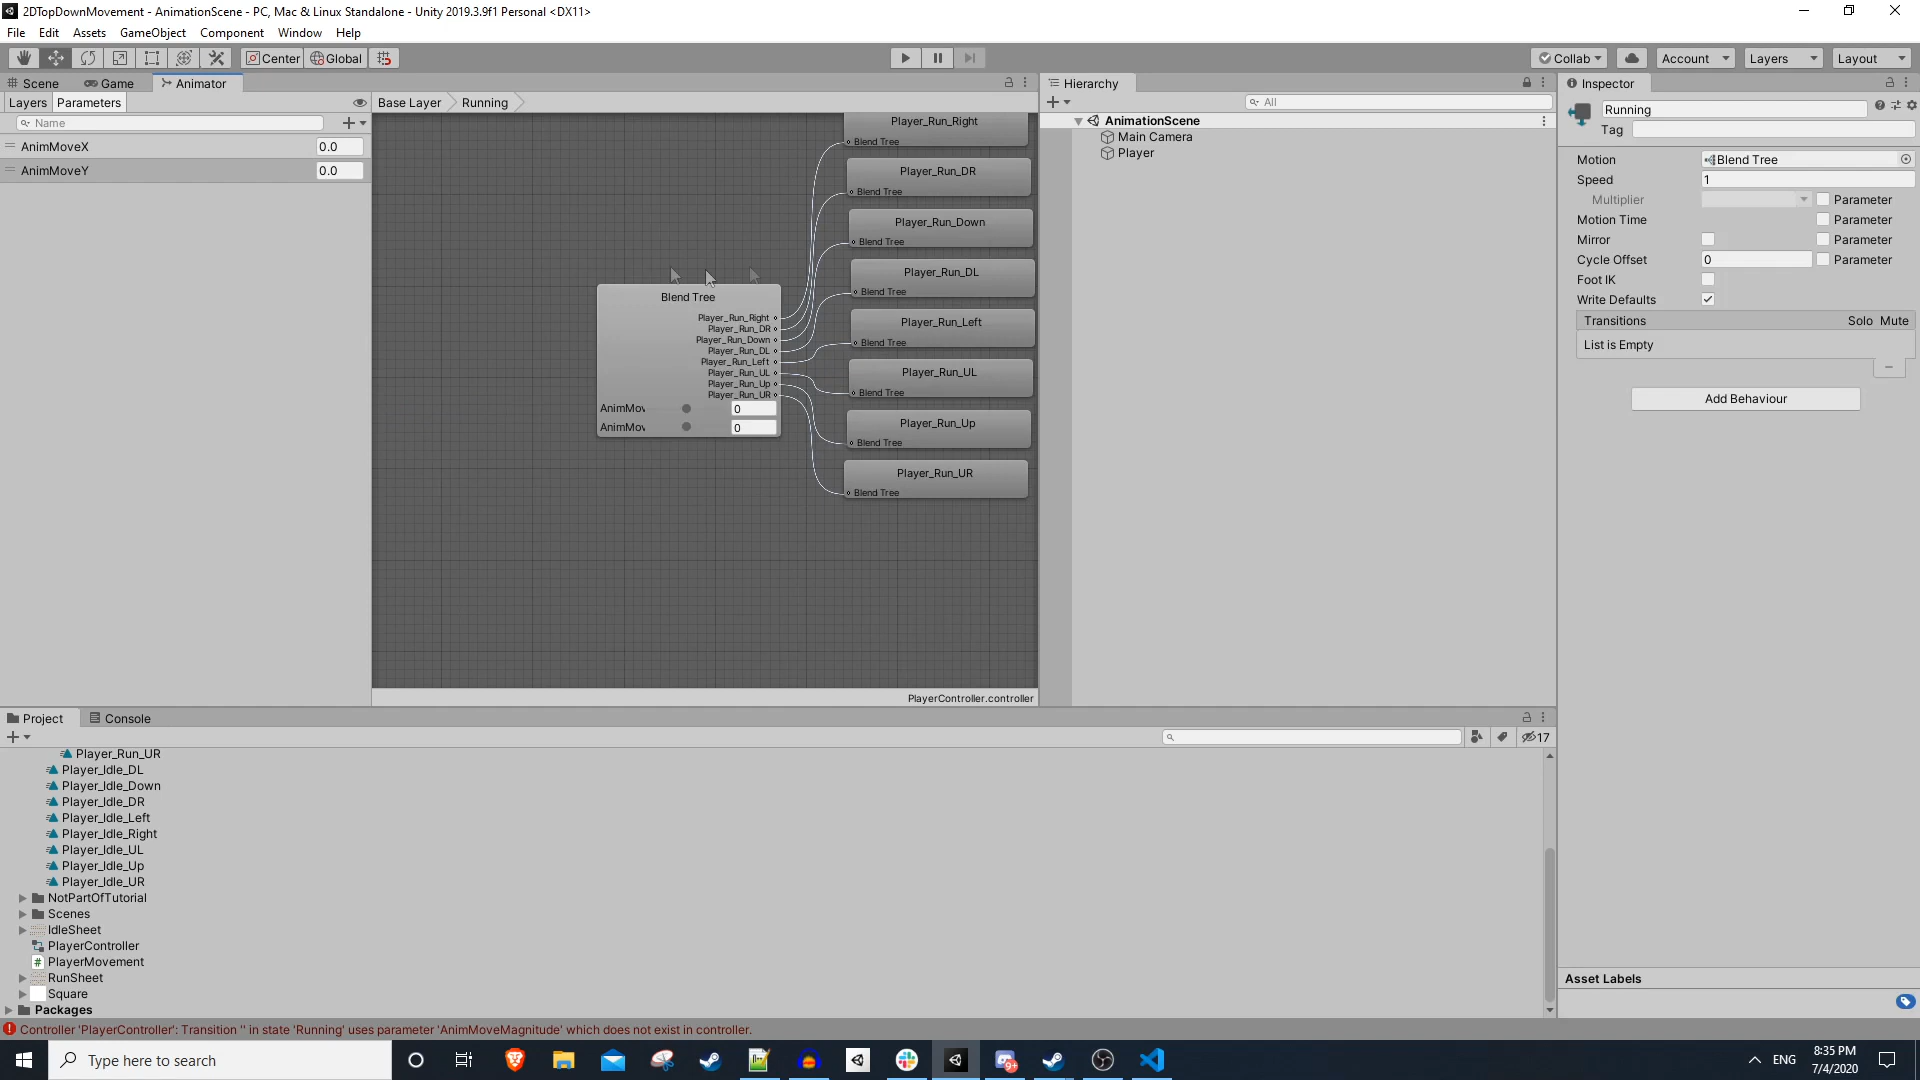 2DTopDownMovement - AnimationScene - PC, Mac & Linux Standalone - Unity 2019.3.9f1 Personal <DX11>
File Edit Assets GameObject Component Window Help
Center Global Collab Account Layers Layout
Scene Game Animator
Layers Parameters
Name
AnimMoveX 0.0
AnimMoveY 0.0
Base Layer Running
Player_Run_Right
Blend Tree
Player_Run_DR
Blend Tree
Player_Run_Down
Blend Tree
Player_Run_DL
Blend Tree
Player_Run_Left
Blend Tree
Player_Run_UL
Blend Tree
Player_Run_Up
Blend Tree
Player_Run_UR
Blend Tree
Blend Tree
Player_Run_Right
Player_Run_DR
Player_Run_Down
Player_Run_DL
Player_Run_Left
Player_Run_UL
Player_Run_Up
Player_Run_UR
AnimMov 0
AnimMov 0
PlayerController.controller
Hierarchy
All
AnimationScene
Main Camera
Player
Inspector
Running
Tag
Motion Blend Tree
Speed 1
Multiplier Parameter
Motion Time Parameter
Mirror Parameter
Cycle Offset 0 Parameter
Foot IK
Write Defaults
Transitions Solo Mute
List is Empty
Add Behaviour
Asset Labels
Project Console
17
Player_Run_UR
Player_Idle_DL
Player_Idle_Down
Player_Idle_DR
Player_Idle_Left
Player_Idle_Right
Player_Idle_UL
Player_Idle_Up
Player_Idle_UR
NotPartOfTutorial
Scenes
IdleSheet
PlayerController
PlayerMovement
RunSheet
Square
Packages
Controller 'PlayerController': Transition '' in state 'Running' uses parameter 'AnimMoveMagnitude' which does not exist in controller.
Type here to search
ENG
8:35 PM
7/4/2020